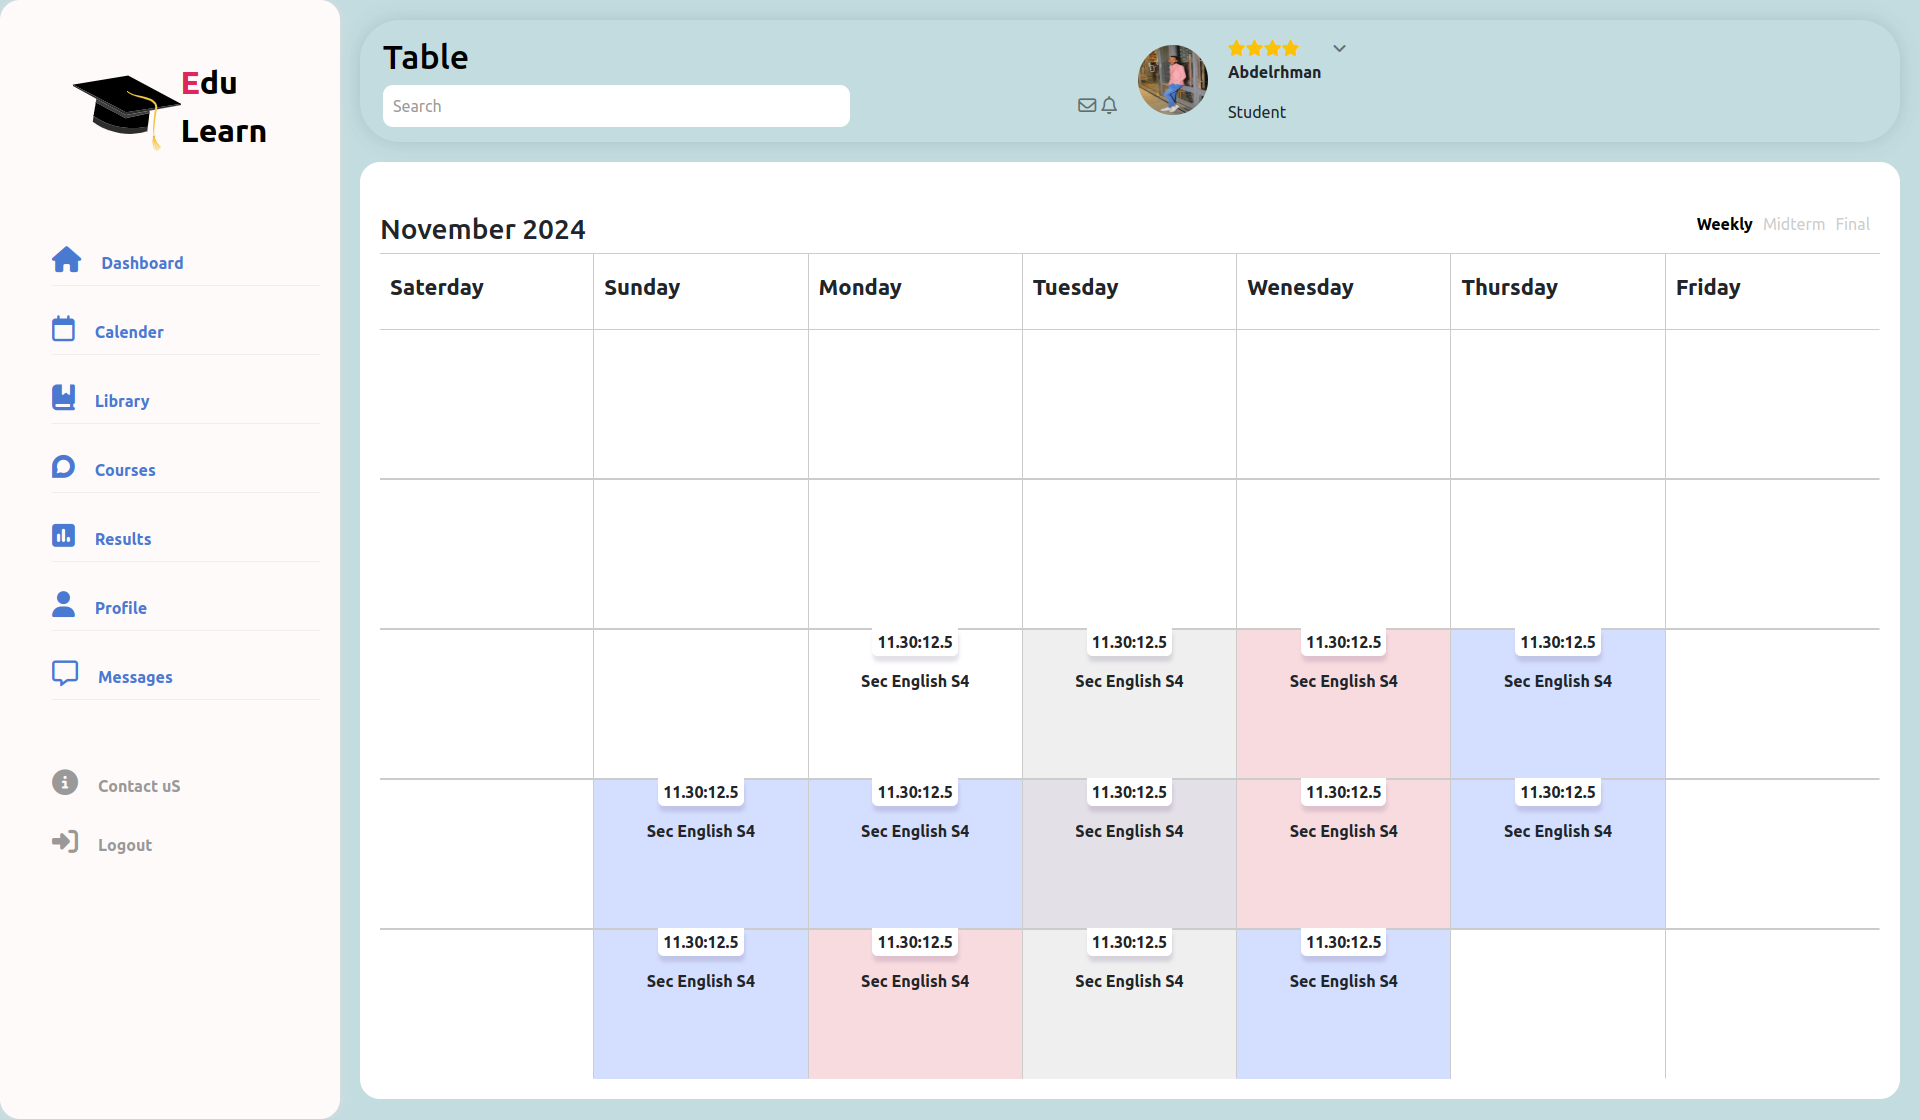 Edu
Learn
Dashboard
Calender
Library
Courses
Results
Profile
Messages
Contact uS
Logout
Table
Search
Abdelrhman
Student
November 2024
Weekly Midterm Final
Saterday Sunday Monday Tuesday Wenesday Thursday Friday
11.30:12.5 11.30:12.5 11.30:12.5 11.30:12.5
Sec English S4 Sec English S4 Sec English S4 Sec English S4
11.30:12.5 11.30:12.5 11.30:12.5 11.30:12.5 11.30:12.5
Sec English S4 Sec English S4 Sec English S4 Sec English S4 Sec English S4
11.30:12.5 11.30:12.5 11.30:12.5 11.30:12.5
Sec English S4 Sec English S4 Sec English S4 Sec English S4